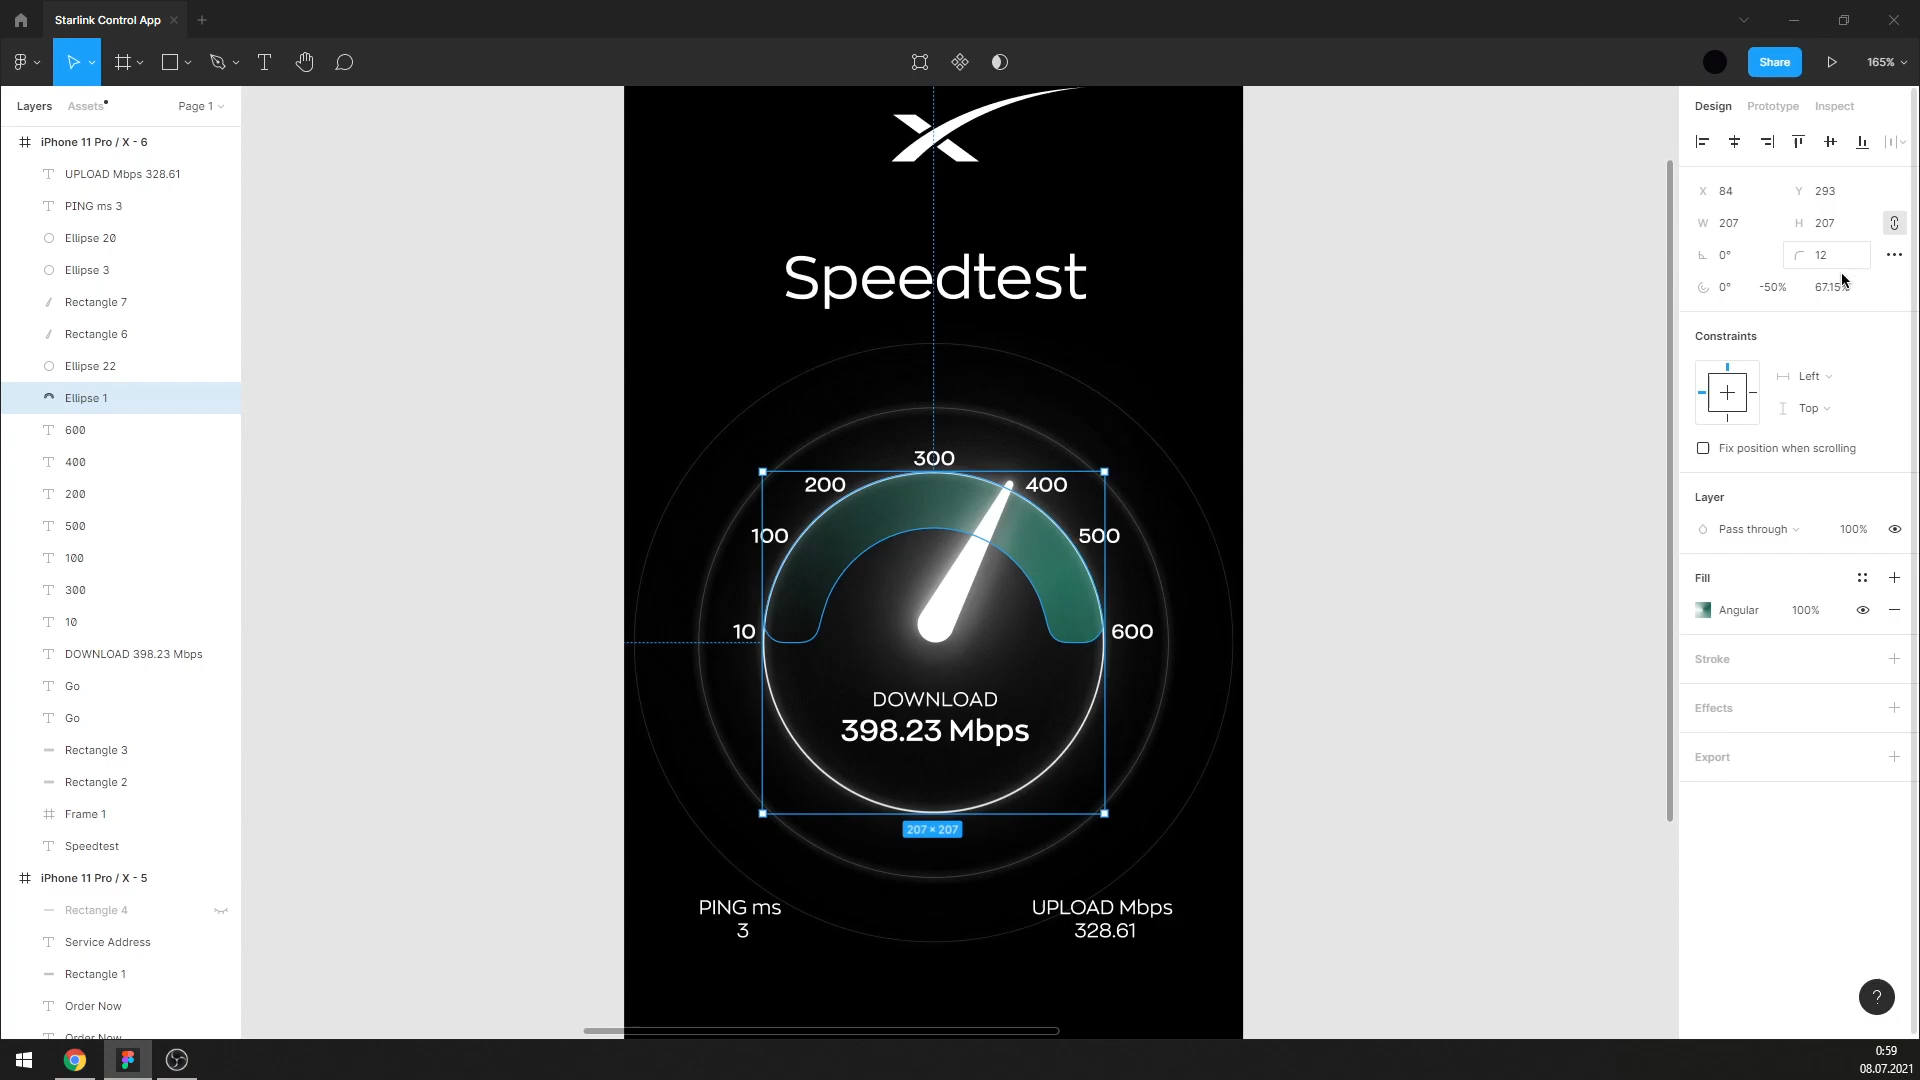 Starlink Control App
Share
165%
Layers
Assets
Page 1
iPhone 11 Pro / X - 6
UPLOAD Mbps 328.61
PING ms 3
Ellipse 20
Ellipse 3
Rectangle 7
Rectangle 6
Ellipse 22
Ellipse 1
600
400
200
500
100
300
10
DOWNLOAD 398.23 Mbps
Go
Go
Rectangle 3
Rectangle 2
Frame 1
Speedtest
iPhone 11 Pro / X - 5
Rectangle 4
Service Address
Rectangle 1
Order Now
Order Now
Speedtest
300
200
400
100
500
10
600
DOWNLOAD
398.23 Mbps
207 × 207
PING ms
3
UPLOAD Mbps
328.61
Design
Prototype
Inspect
X 84
Y 293
W 207
H 207
0°
12
0°
-50%
67.15%
Constraints
Left
Top
Fix position when scrolling
Layer
Pass through
100%
Fill
Angular
100%
Stroke
Effects
Export
?
0:59
08.07.2021